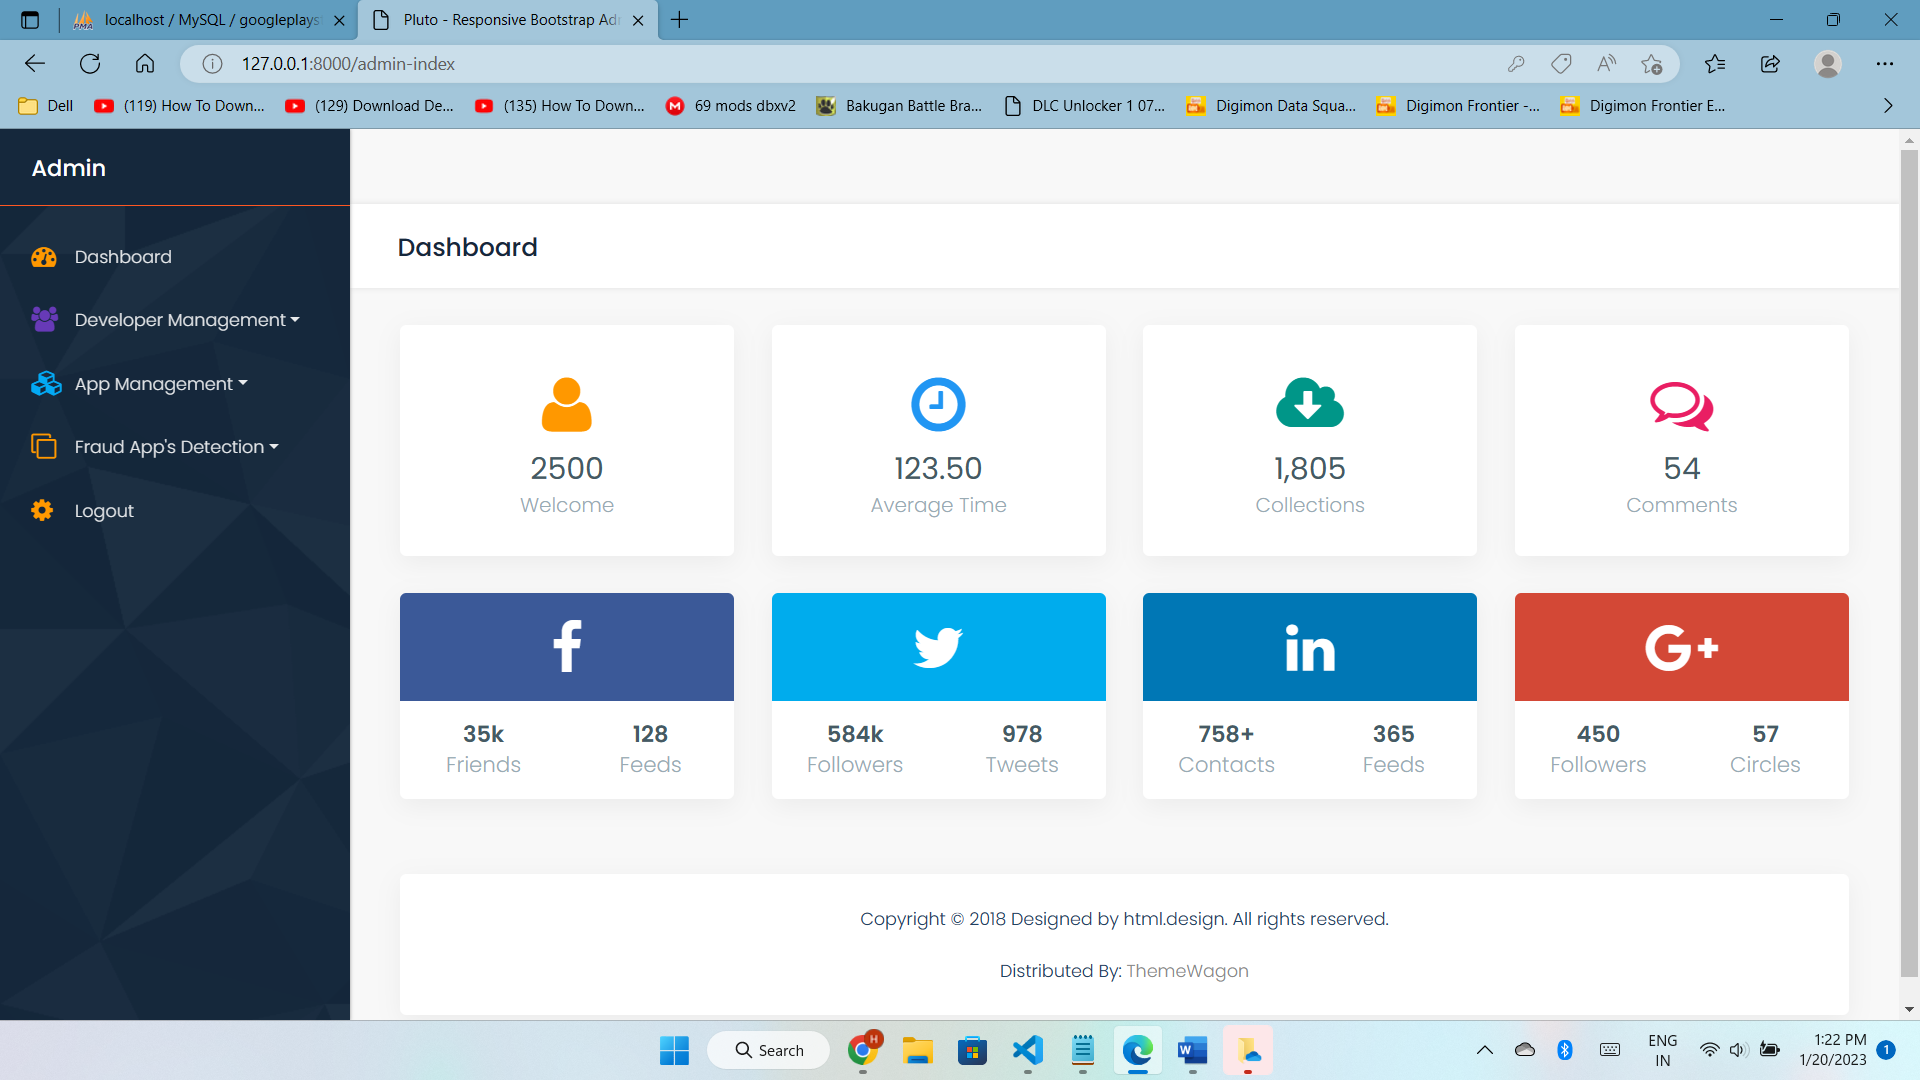 localhost / MySQL / googleplays
Pluto - Responsive Bootstrap Ad
127.0.0.1:8000/admin-index
Dell
(119) How To Down...
(129) Download De...
(135) How To Down...
69 mods dbxv2
Bakugan Battle Bra...
DLC Unlocker 1 07...
Digimon Data Squa...
Digimon Frontier -...
Digimon Frontier E...
Admin
Dashboard
Developer Management
App Management
Fraud App's Detection
Logout
Dashboard
2500
Welcome
123.50
Average Time
1,805
Collections
54
Comments
35k
Friends
128
Feeds
584k
Followers
978
Tweets
758+
Contacts
365
Feeds
450
Followers
57
Circles
Copyright © 2018 Designed by html.design. All rights reserved.
Distributed By: ThemeWagon
Search
H
ENG
IN
1:22 PM
1/20/2023
1